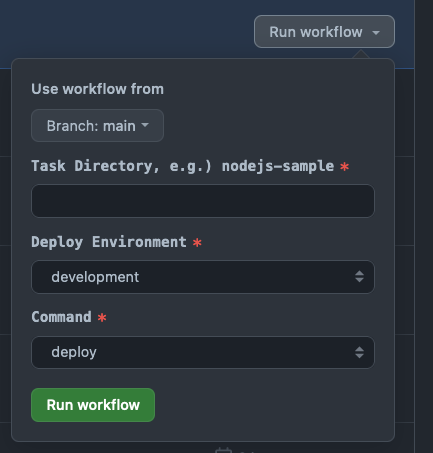 Run workflow
Use workflow from
Branch: main
Task Directory, e.g.) nodejs-sample *
Deploy Environment *
development
Command *
deploy
Run workflow